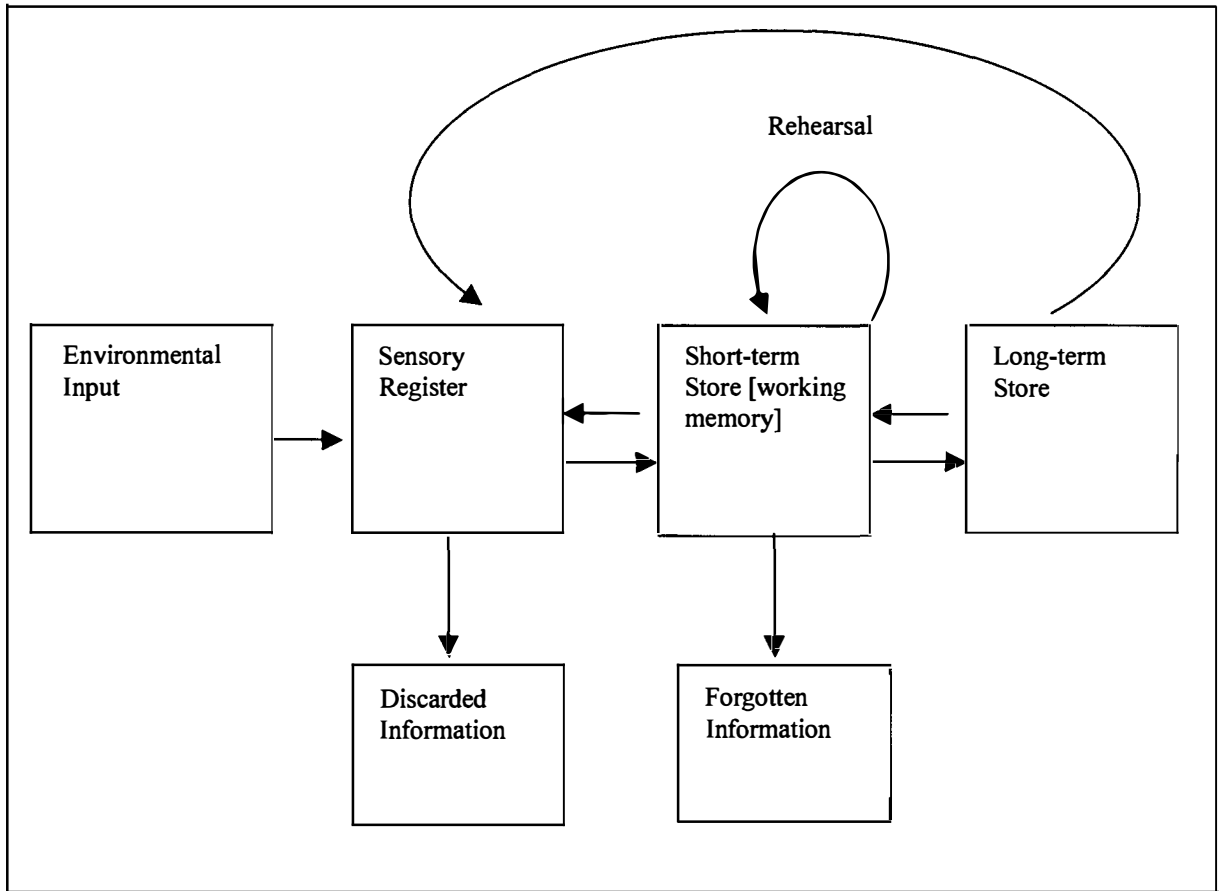 Rehearsal
Environmental
Input
Sensory
Register
Short-term
Store [working
memory]
Long-term
Store
Discarded
Information
Forgotten
Information